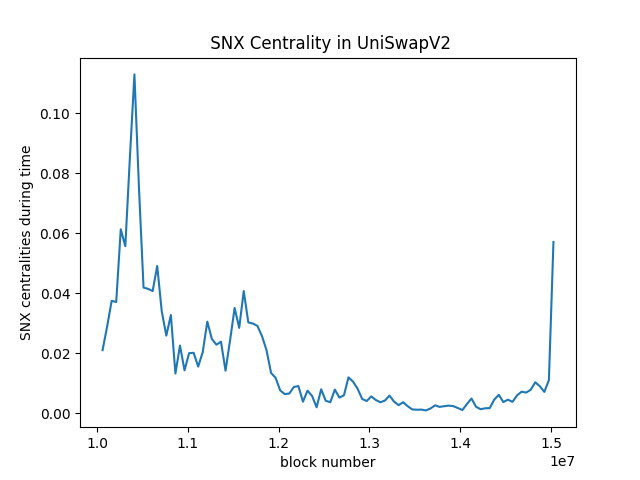 SNX Centrality in UniSwapV2
SNX centralities during time
0.10
0.08
0.06
0.04
0.02
0.00
1.0 1.1 1.2 1.3 1.4 1.5
1e7
block number